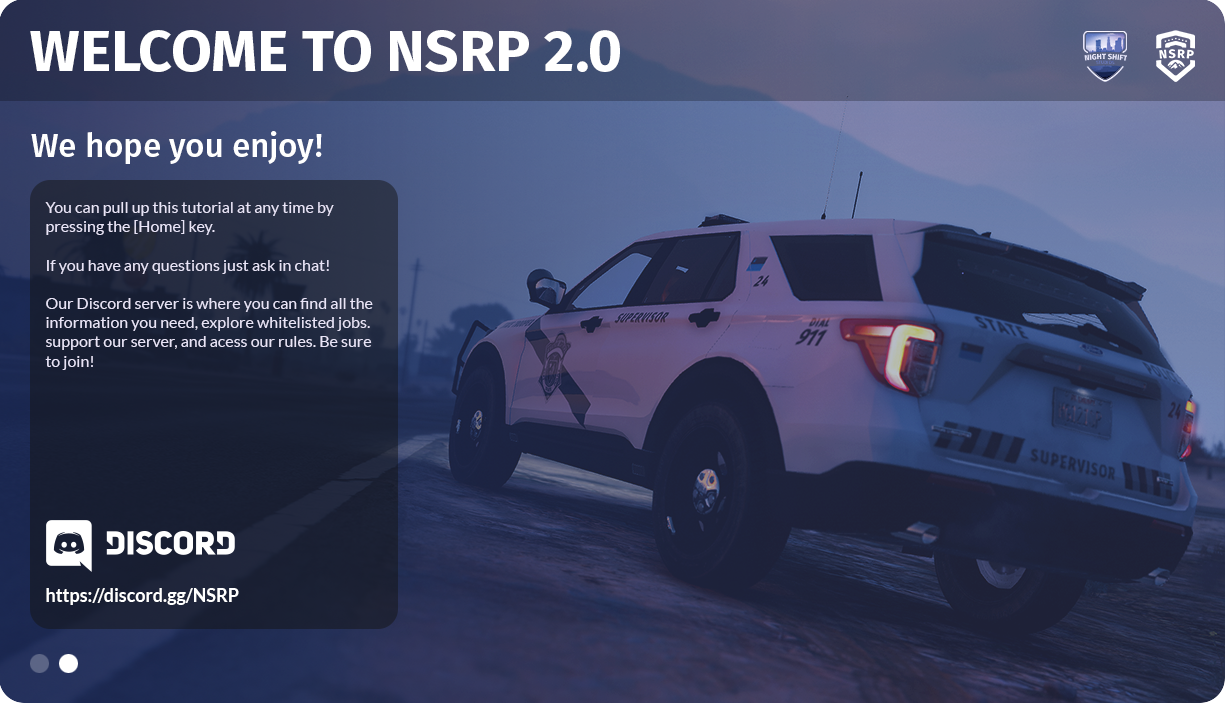 WELCOME TO NSRP 2.0
NIGHT SHIFT
NSRP
We hope you enjoy!
You can pull up this tutorial at any time by
pressing the [Home] key.
If you have any questions just ask in chat!
Our Discord server is where you can find all the
information you need, explore whitelisted jobs.
support our server, and acess our rules. Be sure
to join!
DISCORD
https://discord.gg/NSRP
24
SUPERVISOR
DIAL
911
STATE
24
SUPERVISOR